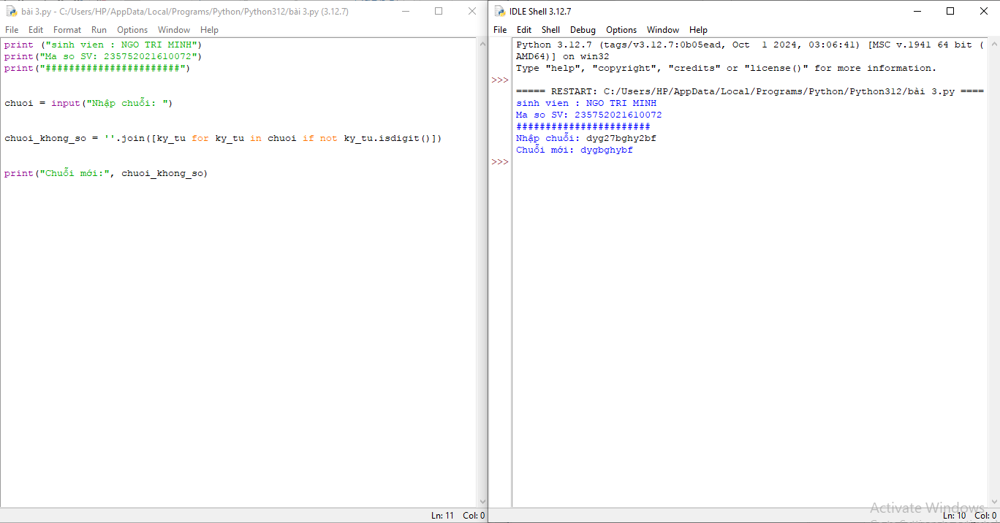 bài 3.py - C:/Users/HP/AppData/Local/Programs/Python/Python312/bài 3.py (3.12.7)
File Edit Format Run Options Window Help
print ("sinh vien : NGO TRI MINH")
print("Ma so SV: 235752021610072")
print("#######################")
chuoi = input("Nhập chuỗi: ")
chuoi_khong_so = ''.join([ky_tu for ky_tu in chuoi if not ky_tu.isdigit()])
print("Chuỗi mới:", chuoi_khong_so)
Ln: 11 Col: 0
IDLE Shell 3.12.7
File Edit Shell Debug Options Window Help
Python 3.12.7 (tags/v3.12.7:0b05ead, Oct  1 2024, 03:06:41) [MSC v.1941 64 bit (
AMD64)] on win32
Type "help", "copyright", "credits" or "license()" for more information.
>>>
===== RESTART: C:/Users/HP/AppData/Local/Programs/Python/Python312/bài 3.py ====
sinh vien : NGO TRI MINH
Ma so SV: 235752021610072
#######################
Nhập chuỗi: dyg27bghy2bf
Chuỗi mới: dygbghybf
>>>
Activate Windows
Ln: 10 Col: 0